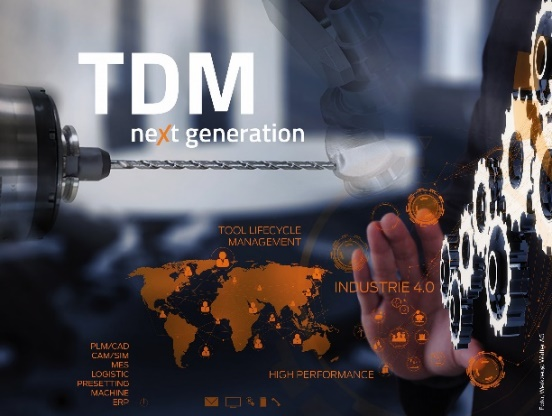 TDM
next generation
TOOL LIFECYCLE
MANAGEMENT
INDUSTRIE 4.0
PLM/CAD
CAM/SIM
MES
LOGISTIC
PRESETTING
MACHINE
ERP
HIGH PERFORMANCE